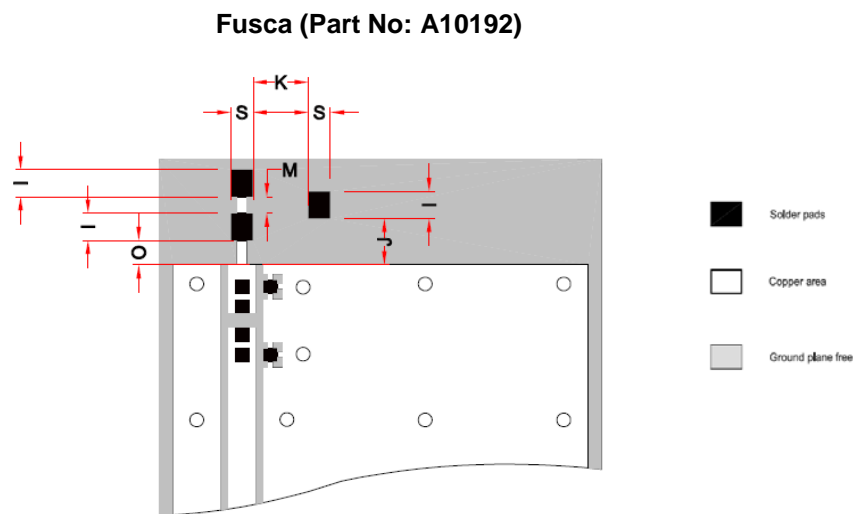 Fusca (Part No: A10192)
K
S
S
M
I
I
I
J
O
Solder pads
Copper area
Ground plane free